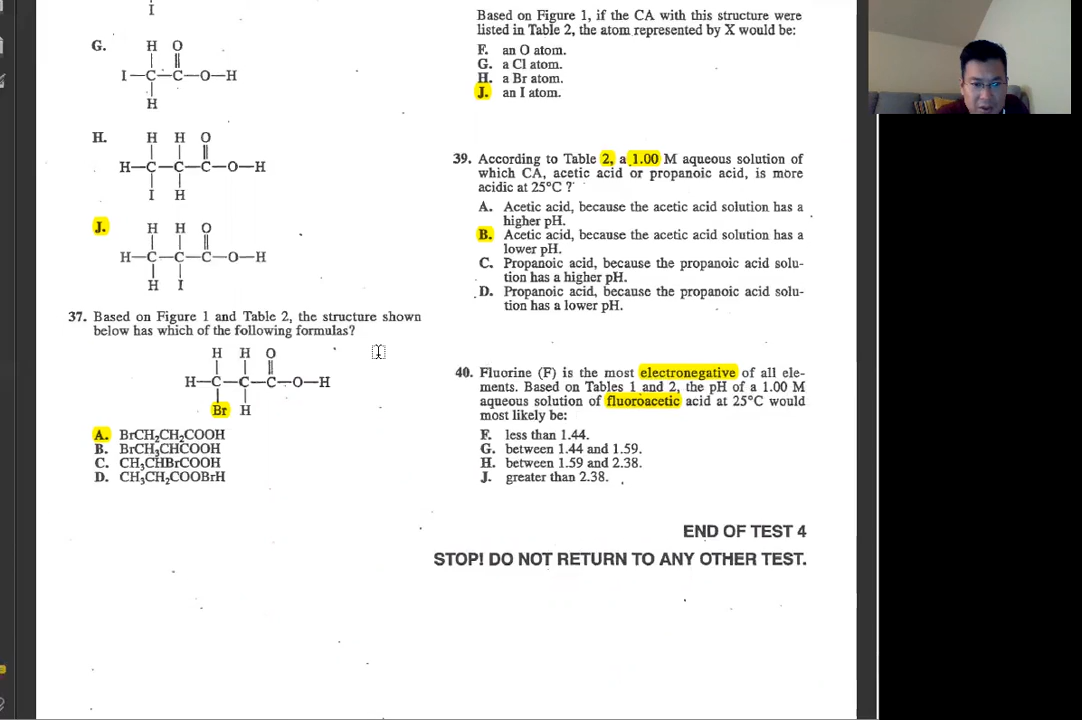 I
G. H O
I—C—C—O—H
H
H. H H O
H—C—C—C—O—H
I H
J. H H O
H—C—C—C—O—H
H I
37. Based on Figure 1 and Table 2, the structure shown
below has which of the following formulas?
H H O
H—C—C—C—O—H
Br H
A. BrCH₂CH₂COOH
B. BrCH₃CHCOOH
C. CH₃CHBrCOOH
D. CH₃CH₂COOBrH
Based on Figure 1, if the CA with this structure were
listed in Table 2, the atom represented by X would be:
F. an O atom.
G. a Cl atom.
H. a Br atom.
J. an I atom.
39. According to Table 2, a 1.00 M aqueous solution of
which CA, acetic acid or propanoic acid, is more
acidic at 25°C ?
A. Acetic acid, because the acetic acid solution has a
higher pH.
B. Acetic acid, because the acetic acid solution has a
lower pH.
C. Propanoic acid, because the propanoic acid solu-
tion has a higher pH.
D. Propanoic acid, because the propanoic acid solu-
tion has a lower pH.
40. Fluorine (F) is the most electronegative of all ele-
ments. Based on Tables 1 and 2, the pH of a 1.00 M
aqueous solution of fluoroacetic acid at 25°C would
most likely be:
F. less than 1.44.
G. between 1.44 and 1.59.
H. between 1.59 and 2.38.
J. greater than 2.38.
END OF TEST 4
STOP! DO NOT RETURN TO ANY OTHER TEST.